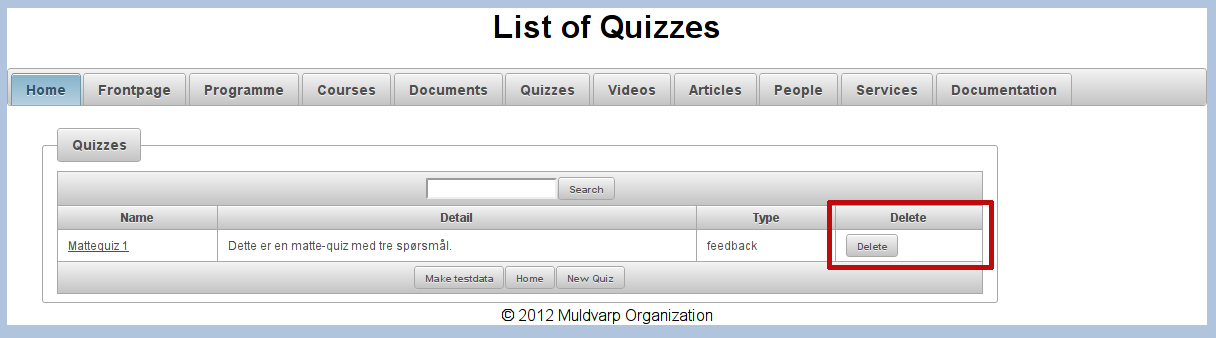 List of Quizzes
Home Frontpage Programme Courses Documents Quizzes Videos Articles People Services Documentation
Quizzes
Search
Name Detail Type Delete
Mattequiz 1 Dette er en matte-quiz med tre spørsmål. feedback Delete
Make testdata Home New Quiz
© 2012 Muldvarp Organization